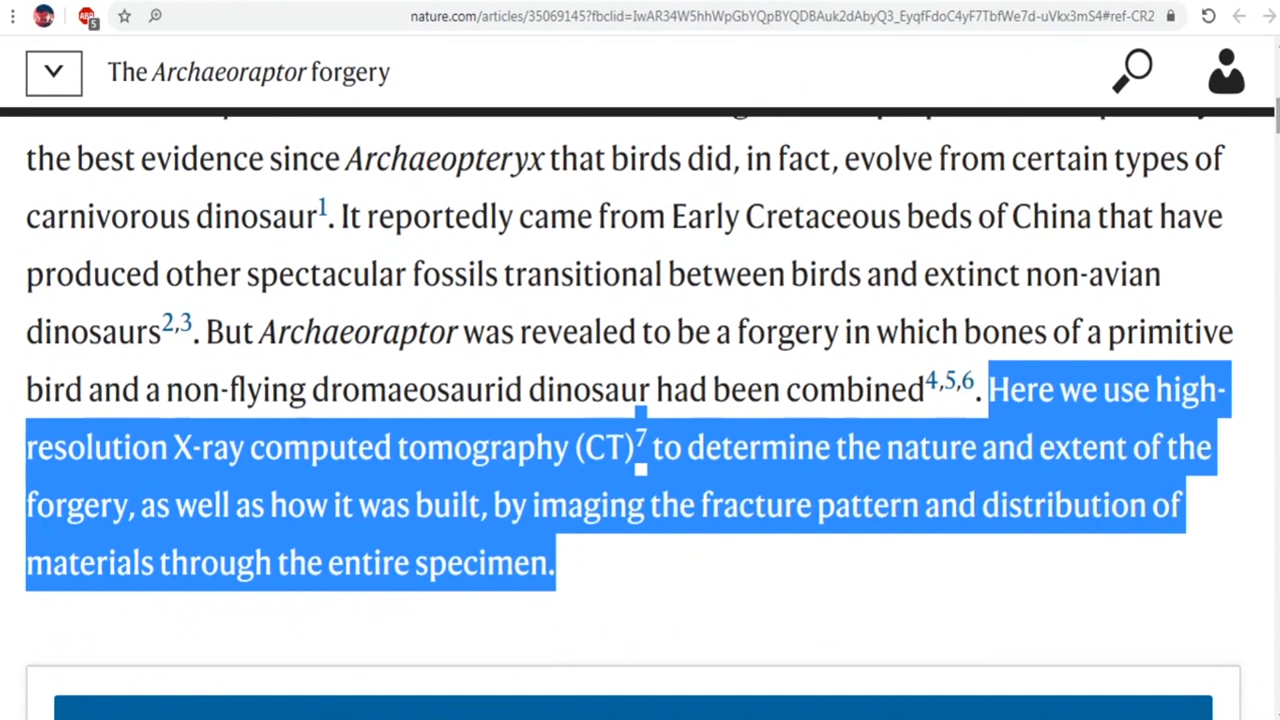 ABP
5
nature.com/articles/35069145?fbclid=IwAR34W5hhWpGbYQpBYQDBAuk2dAbyQ3_EyqfFdoC4yF7TbfWe7d-uVkx3mS4#ref-CR2
The Archaeoraptor forgery
the best evidence since Archaeopteryx that birds did, in fact, evolve from certain types of
carnivorous dinosaur1. It reportedly came from Early Cretaceous beds of China that have
produced other spectacular fossils transitional between birds and extinct non-avian
dinosaurs2,3. But Archaeoraptor was revealed to be a forgery in which bones of a primitive
bird and a non-flying dromaeosaurid dinosaur had been combined4,5,6. Here we use high-
resolution X-ray computed tomography (CT)7 to determine the nature and extent of the
forgery, as well as how it was built, by imaging the fracture pattern and distribution of
materials through the entire specimen.